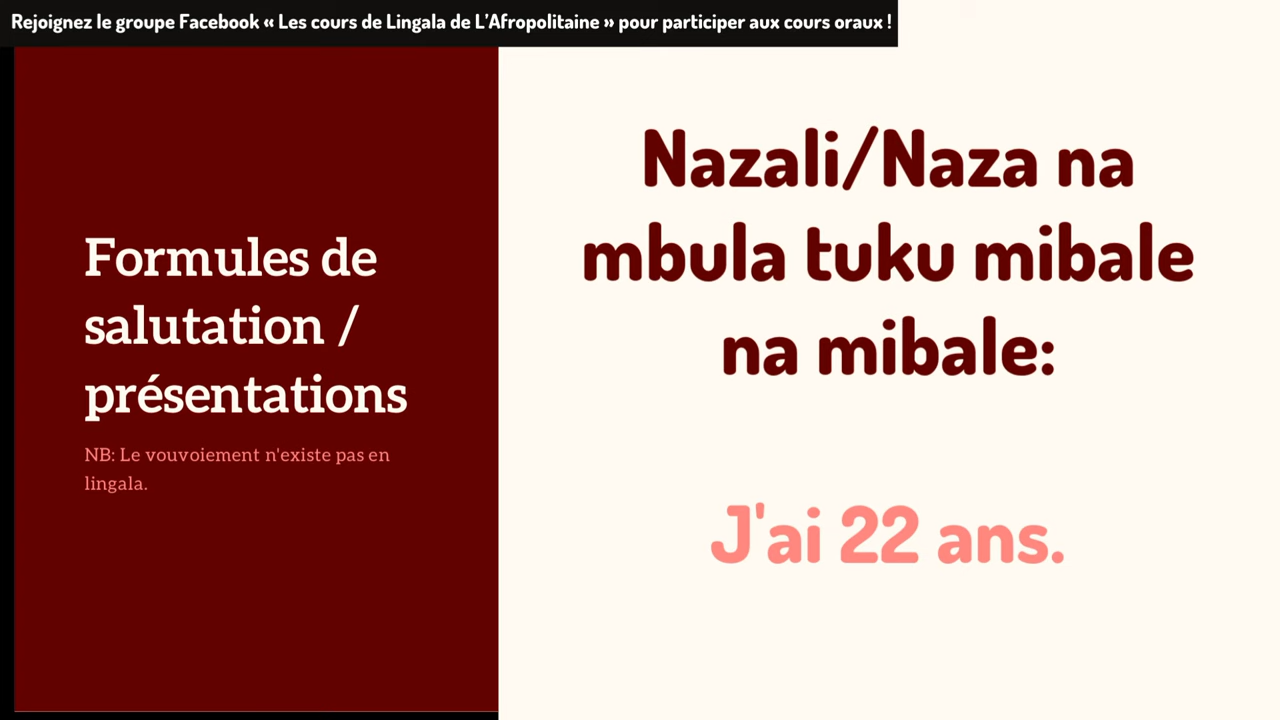 Rejoignez le groupe Facebook « Les cours de Lingala de L’Afropolitaine » pour participer aux cours oraux !
Formules de
salutation /
présentations
NB: Le vouvoiement n'existe pas en
lingala.
Nazali/Naza na
mbula tuku mibale
na mibale:
J'ai 22 ans.